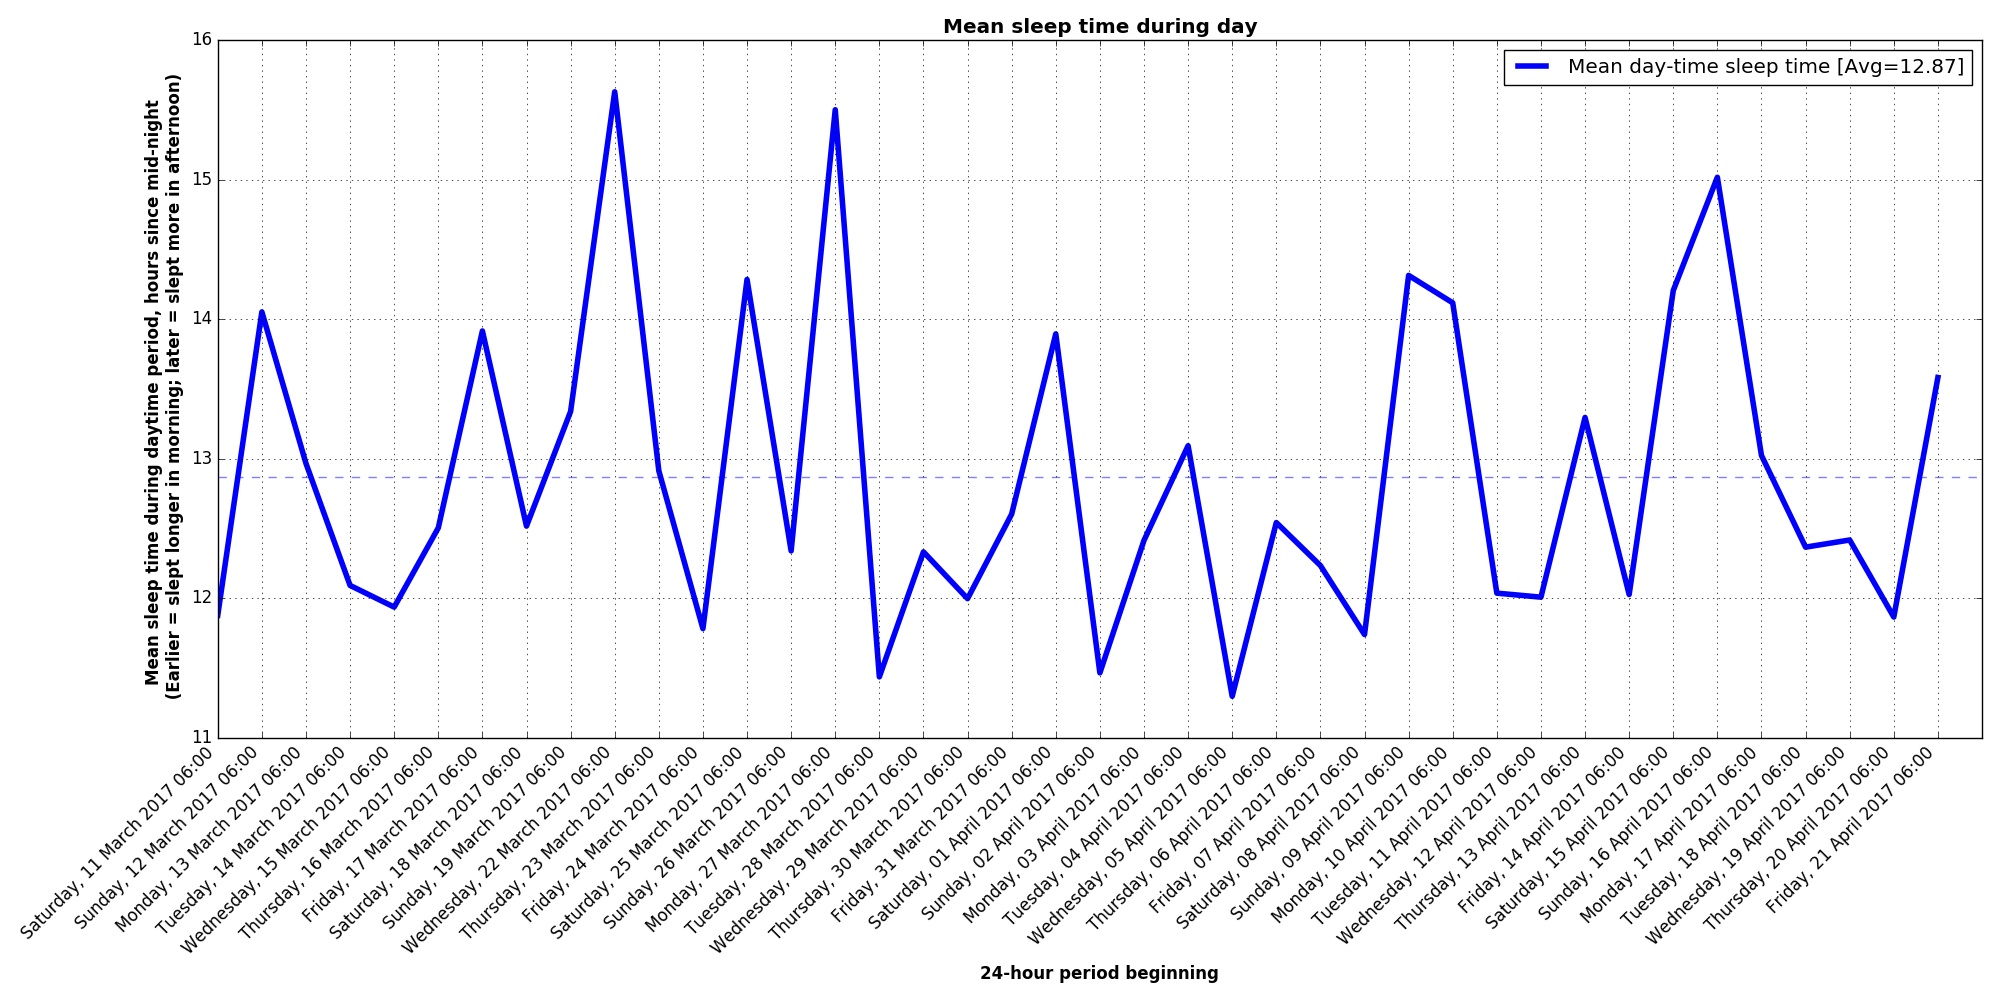 Mean sleep time during day
Mean day-time sleep time [Avg=12.87]
Mean sleep time during daytime period, hours since mid-night
(Earlier = slept longer in morning; later = slept more in afternoon)
16
15
14
13
12
11
Saturday, 11 March 2017 06:00
Sunday, 12 March 2017 06:00
Monday, 13 March 2017 06:00
Tuesday, 14 March 2017 06:00
Wednesday, 15 March 2017 06:00
Thursday, 16 March 2017 06:00
Friday, 17 March 2017 06:00
Saturday, 18 March 2017 06:00
Sunday, 19 March 2017 06:00
Wednesday, 22 March 2017 06:00
Thursday, 23 March 2017 06:00
Friday, 24 March 2017 06:00
Saturday, 25 March 2017 06:00
Sunday, 26 March 2017 06:00
Monday, 27 March 2017 06:00
Tuesday, 28 March 2017 06:00
Wednesday, 29 March 2017 06:00
Thursday, 30 March 2017 06:00
Friday, 31 March 2017 06:00
Saturday, 01 April 2017 06:00
Sunday, 02 April 2017 06:00
Monday, 03 April 2017 06:00
Tuesday, 04 April 2017 06:00
Wednesday, 05 April 2017 06:00
Thursday, 06 April 2017 06:00
Friday, 07 April 2017 06:00
Saturday, 08 April 2017 06:00
Sunday, 09 April 2017 06:00
Monday, 10 April 2017 06:00
Tuesday, 11 April 2017 06:00
Wednesday, 12 April 2017 06:00
Thursday, 13 April 2017 06:00
Friday, 14 April 2017 06:00
Saturday, 15 April 2017 06:00
Sunday, 16 April 2017 06:00
Monday, 17 April 2017 06:00
Tuesday, 18 April 2017 06:00
Wednesday, 19 April 2017 06:00
Thursday, 20 April 2017 06:00
Friday, 21 April 2017 06:00
24-hour period beginning